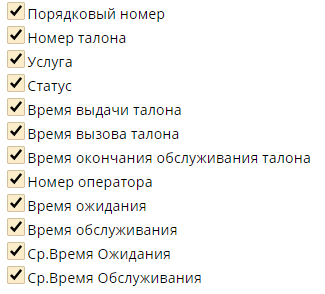 Порядковый номер
Номер талона
Услуга
Статус
Время выдачи талона
Время вызова талона
Время окончания обслуживания талона
Номер оператора
Время ожидания
Время обслуживания
Ср.Время Ожидания
Ср.Время Обслуживания